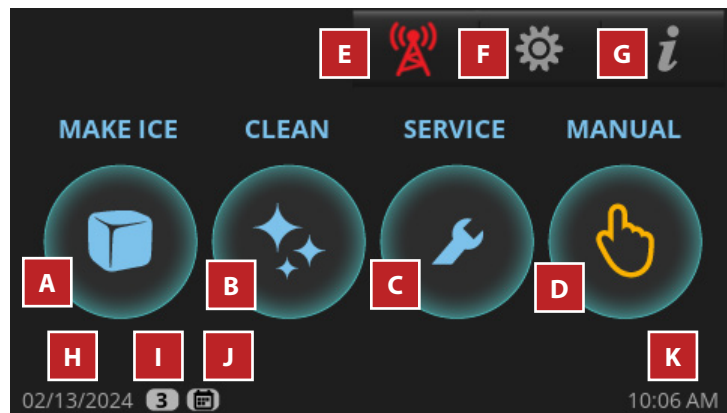 E F G i
MAKE ICE CLEAN SERVICE MANUAL
A B C D
H I J K
02/13/2024 3 10:06 AM